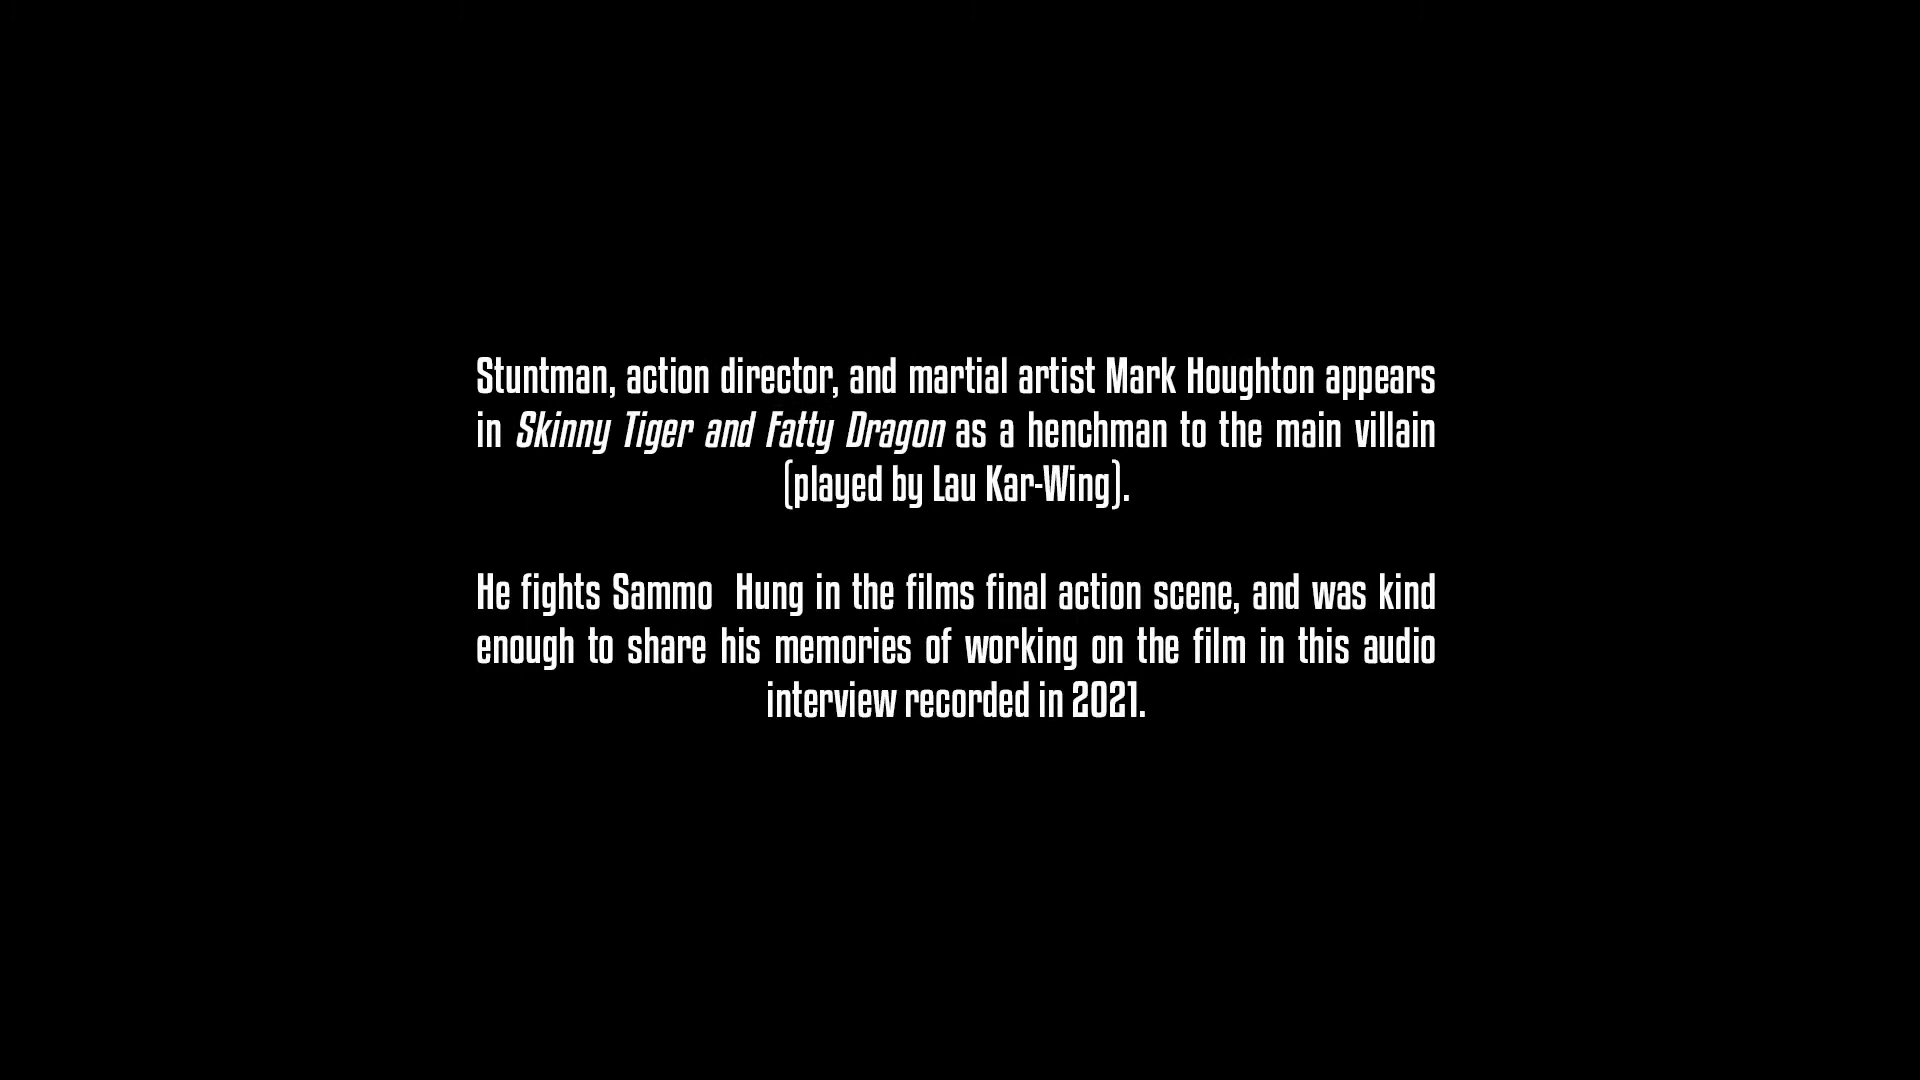 Stuntman, action director, and martial artist Mark Houghton appears
in Skinny Tiger and Fatty Dragon as a henchman to the main villain
(played by Lau Kar-Wing).
He fights Sammo  Hung in the films final action scene, and was kind
enough to share his memories of working on the film in this audio
interview recorded in 2021.